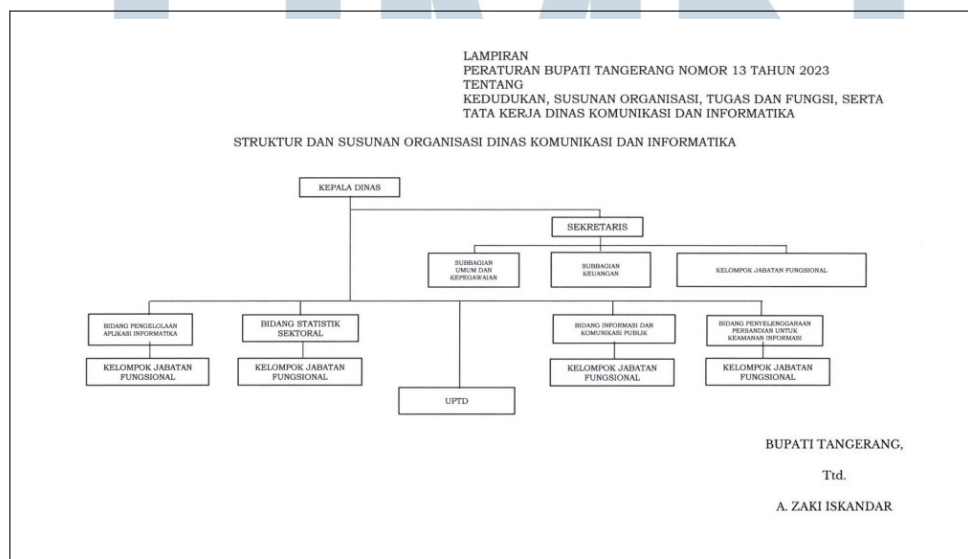 LAMPIRAN
PERATURAN BUPATI TANGERANG NOMOR 13 TAHUN 2023
TENTANG
KEDUDUKAN, SUSUNAN ORGANISASI, TUGAS DAN FUNGSI, SERTA
TATA KERJA DINAS KOMUNIKASI DAN INFORMATIKA
STRUKTUR DAN SUSUNAN ORGANISASI DINAS KOMUNIKASI DAN INFORMATIKA
KEPALA DINAS
SEKRETARIS
SUBBAGIAN
UMUM DAN
KEPEGAWAIAN
SUBBAGIAN
KEUANGAN
KELOMPOK JABATAN FUNGSIONAL
BIDANG PENGELOLAAN
APLIKASI INFORMATIKA
BIDANG STATISTIK
SEKTORAL
BIDANG INFORMASI DAN
KOMUNIKASI PUBLIK
BIDANG PENYELENGGARAAN
PERSANDIAN UNTUK
KEAMANAN INFORMASI
KELOMPOK JABATAN
FUNGSIONAL
KELOMPOK JABATAN
FUNGSIONAL
KELOMPOK JABATAN
FUNGSIONAL
KELOMPOK JABATAN
FUNGSIONAL
UPTD
BUPATI TANGERANG,
Ttd.
A. ZAKI ISKANDAR